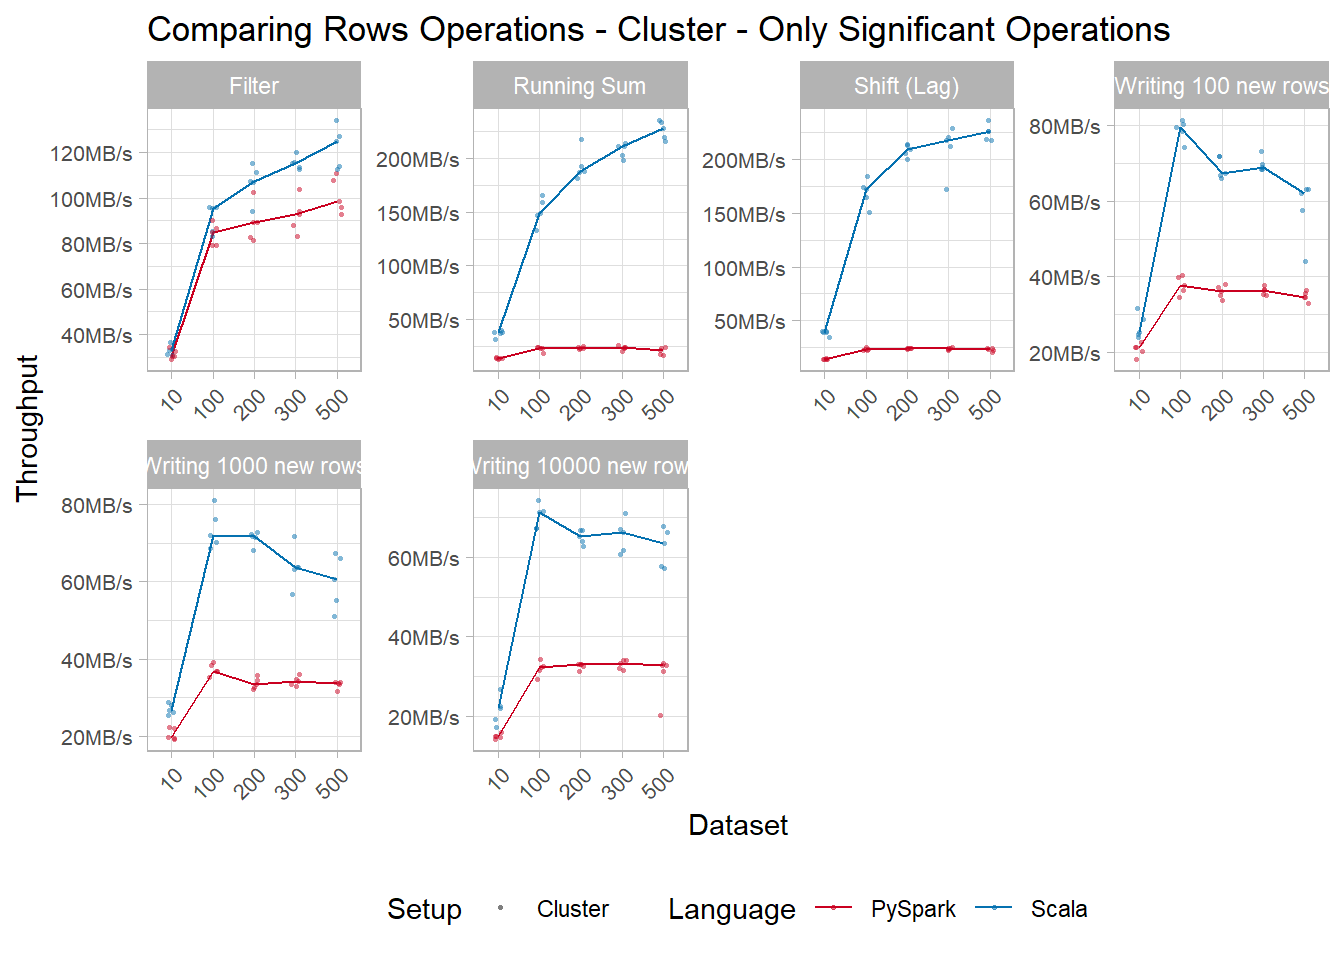 Comparing Rows Operations - Cluster - Only Significant Operations
Throughput
Filter
120MB/s
100MB/s
80MB/s
60MB/s
40MB/s
10 100 200 300 500
Running Sum
200MB/s
150MB/s
100MB/s
50MB/s
10 100 200 300 500
Shift (Lag)
200MB/s
150MB/s
100MB/s
50MB/s
10 100 200 300 500
Writing 100 new rows
80MB/s
60MB/s
40MB/s
20MB/s
10 100 200 300 500
Writing 1000 new rows
80MB/s
60MB/s
40MB/s
20MB/s
10 100 200 300 500
Writing 10000 new row
60MB/s
40MB/s
20MB/s
10 100 200 300 500
Dataset
Setup Cluster Language PySpark Scala